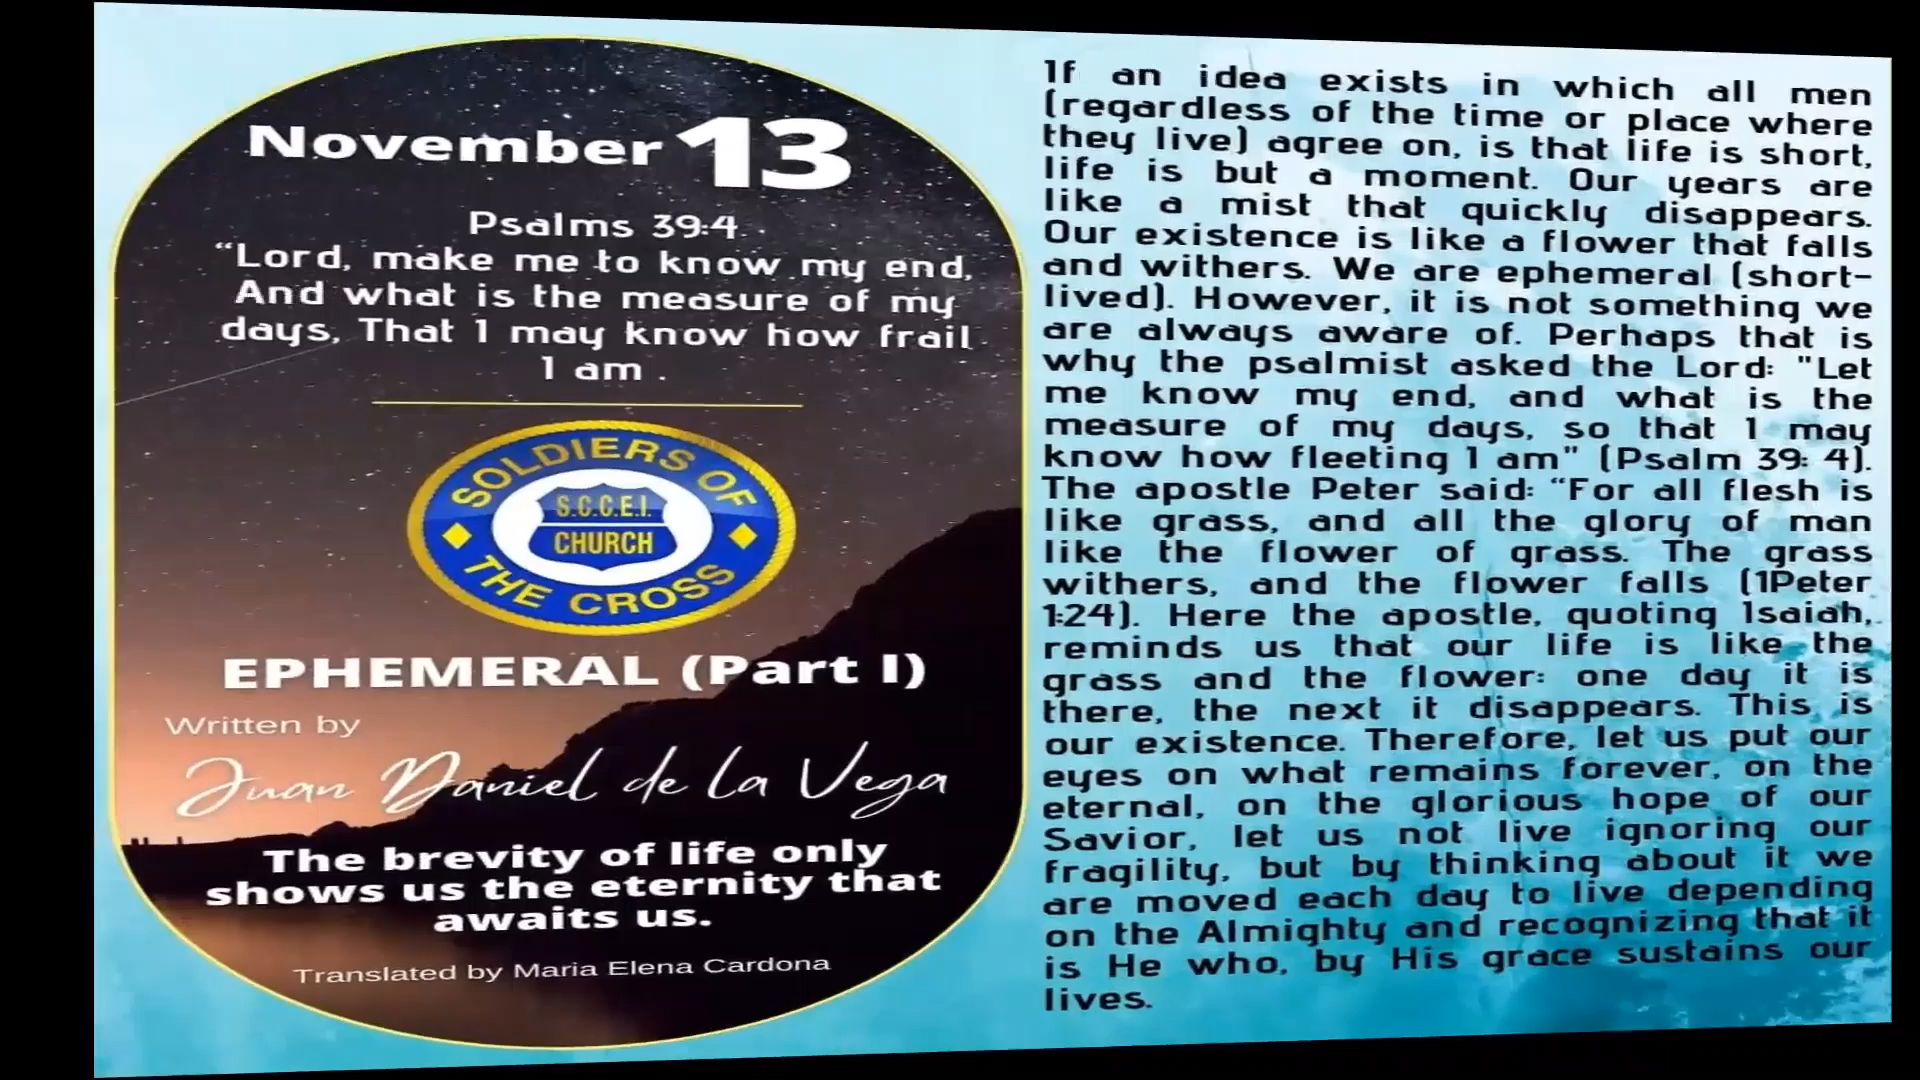 November 13
Psalms 39:4
“Lord, make me to know my end,
And what is the measure of my
days, That I may know how frail
I am .
SOLDIERS OF
S.C.C.E.I.
CHURCH
THE CROSS
EPHEMERAL (Part I)
Written by
Juan Daniel de la Vega
The brevity of life only
shows us the eternity that
awaits us.
Translated by Maria Elena Cardona
If an idea exists in which all men
(regardless of the time or place where
they live) agree on, is that life is short,
life is but a moment. Our years are
like a mist that quickly disappears.
Our existence is like a flower that falls
and withers. We are ephemeral (short-
lived). However, it is not something we
are always aware of. Perhaps that is
why the psalmist asked the Lord: "Let
me know my end, and what is the
measure of my days, so that I may
know how fleeting I am" (Psalm 39: 4).
The apostle Peter said: “For all flesh is
like grass, and all the glory of man
like the flower of grass. The grass
withers, and the flower falls (1Peter
1:24). Here the apostle, quoting Isaiah,
reminds us that our life is like the
grass and the flower: one day it is
there, the next it disappears. This is
our existence. Therefore, let us put our
eyes on what remains forever, on the
eternal, on the glorious hope of our
Savior, let us not live ignoring our
fragility, but by thinking about it we
are moved each day to live depending
on the Almighty and recognizing that it
is He who, by His grace sustains our
lives.